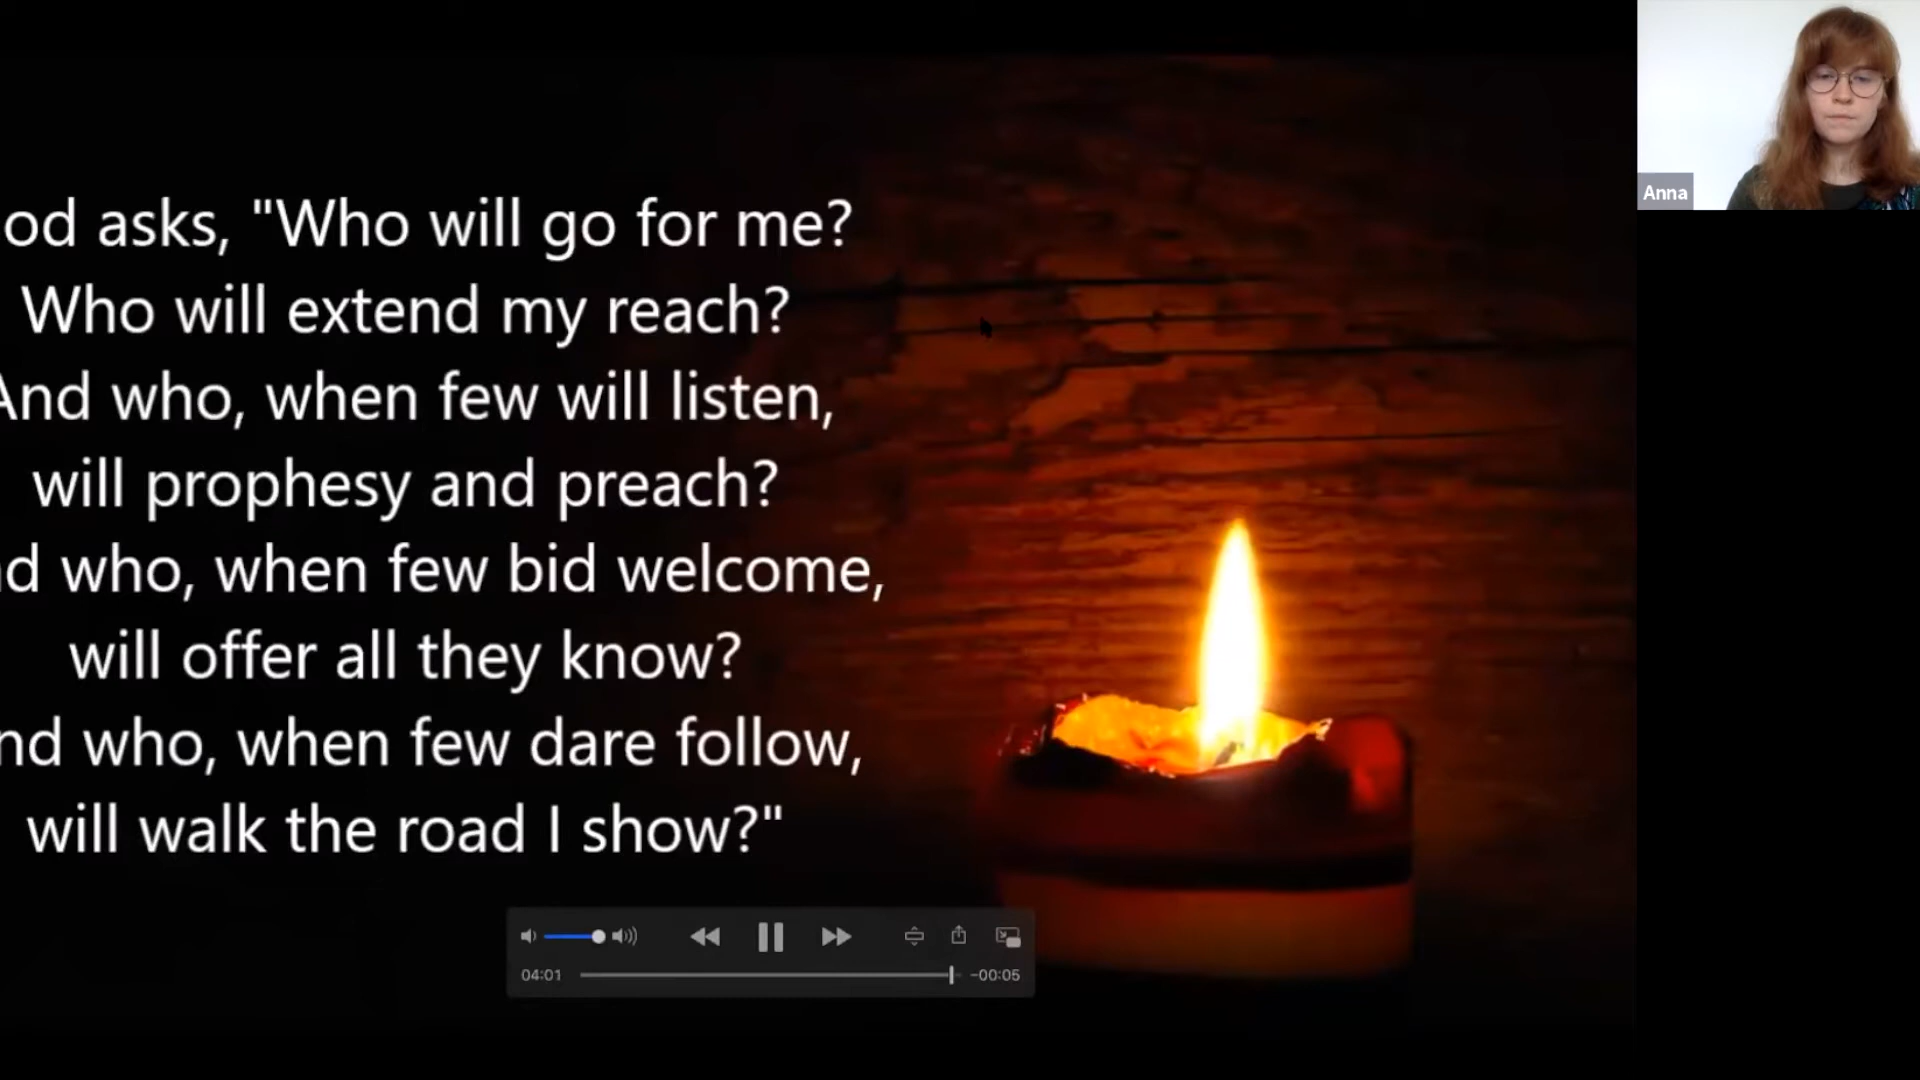 od asks, "Who will go for me?
Who will extend my reach?
And who, when few will listen,
will prophesy and preach?
d who, when few bid welcome,
will offer all they know?
nd who, when few dare follow,
will walk the road I show?"
04:01
-00:05
Anna